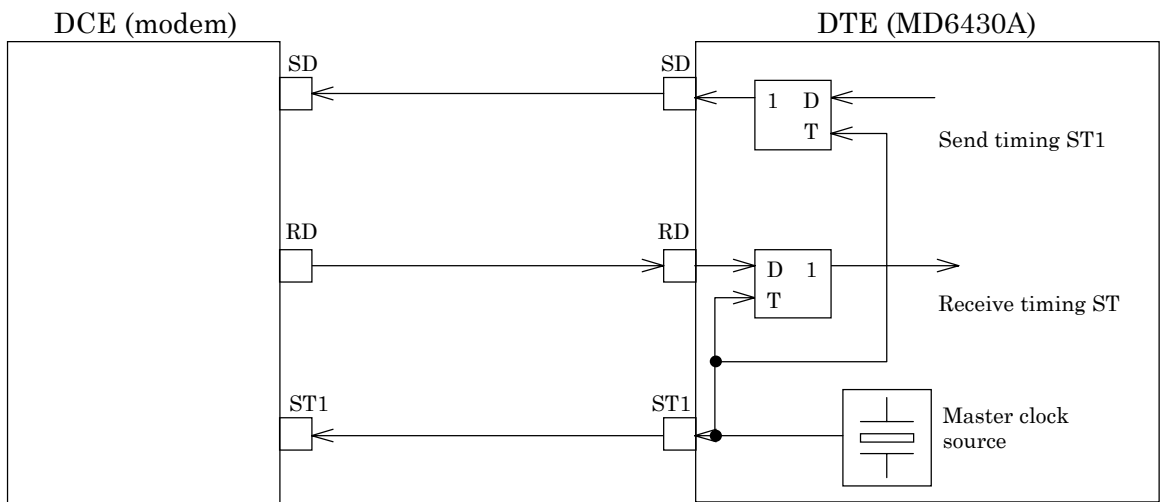 DCE (modem)
DTE (MD6430A)
SD
SD
1 D
T
Send timing ST1
RD
RD
D 1
T
Receive timing ST
ST1
ST1
Master clock
source